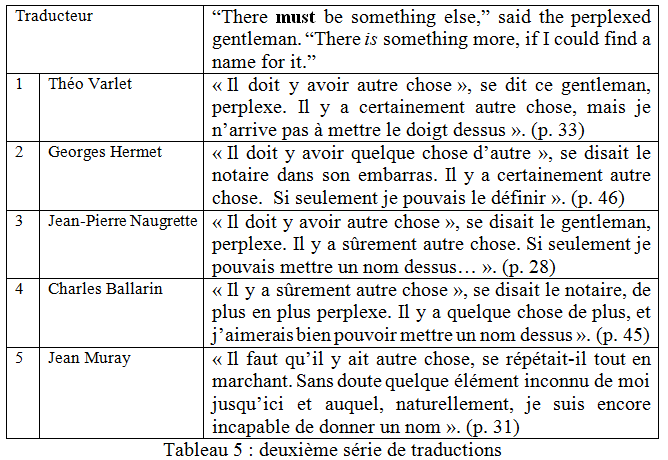 Traducteur
“There must be something else,” said the perplexed
gentleman. “There is something more, if I could find a
name for it.”
1 Théo Varlet
« Il doit y avoir autre chose », se dit ce gentleman,
perplexe. Il y a certainement autre chose, mais je
n’arrive pas à mettre le doigt dessus ». (p. 33)
2 Georges Hermet
« Il doit y avoir quelque chose d’autre », se disait le
notaire dans son embarras. Il y a certainement autre
chose. Si seulement je pouvais le définir ». (p. 46)
3 Jean-Pierre Naugrette
« Il doit y avoir autre chose », se disait le gentleman,
perplexe. Il y a sûrement autre chose. Si seulement je
pouvais mettre un nom dessus… ». (p. 28)
4 Charles Ballarin
« Il y a sûrement autre chose », se disait le notaire, de
plus en plus perplexe. Il y a quelque chose de plus, et
j’aimerais bien pouvoir mettre un nom dessus ». (p. 45)
5 Jean Muray
« Il faut qu’il y ait autre chose, se répétait-il tout en
marchant. Sans doute quelque élément inconnu de moi
jusqu’ici et auquel, naturellement, je suis encore
incapable de donner un nom ». (p. 31)
Tableau 5 : deuxième série de traductions